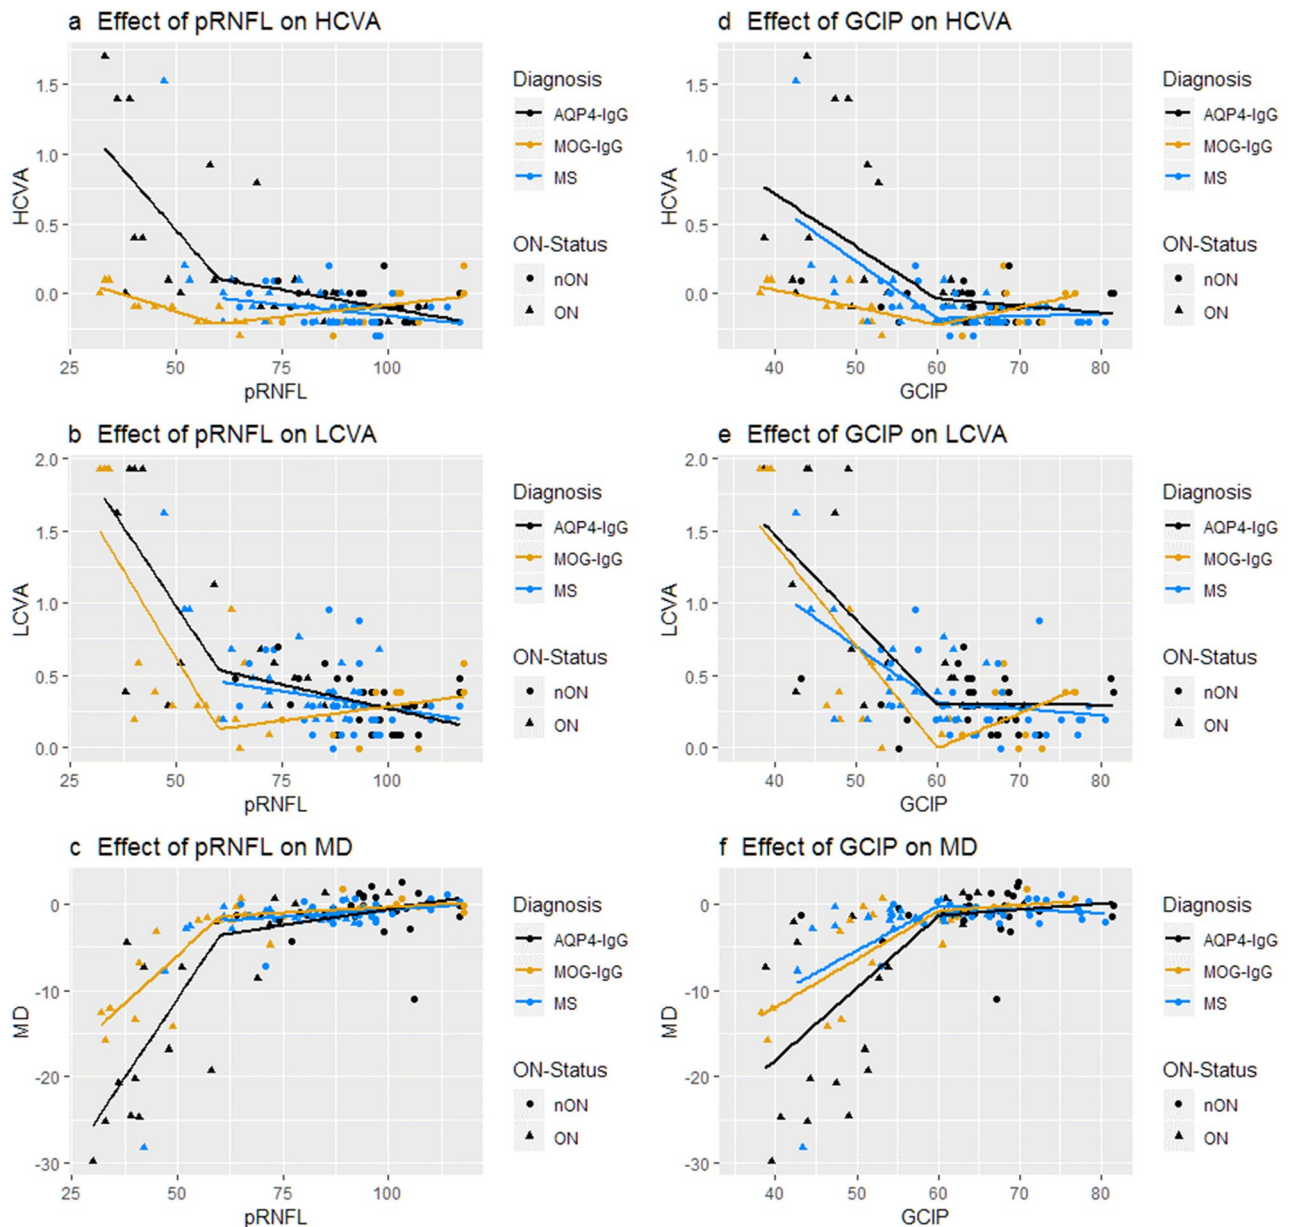 a Effect of pRNFL on HCVA
HCVA
1.5
1.0
0.5
0.0
25 50 75 100
pRNFL
Diagnosis
AQP4-IgG
MOG-IgG
MS
ON-Status
nON
ON
d Effect of GCIP on HCVA
HCVA
1.5
1.0
0.5
0.0
40 50 60 70 80
GCIP
Diagnosis
AQP4-IgG
MOG-IgG
MS
ON-Status
nON
ON
b Effect of pRNFL on LCVA
LCVA
2.0
1.5
1.0
0.5
0.0
25 50 75 100
pRNFL
Diagnosis
AQP4-IgG
MOG-IgG
MS
ON-Status
nON
ON
e Effect of GCIP on LCVA
LCVA
2.0
1.5
1.0
0.5
0.0
40 50 60 70 80
GCIP
Diagnosis
AQP4-IgG
MOG-IgG
MS
ON-Status
nON
ON
c Effect of pRNFL on MD
MD
0
-10
-20
-30
25 50 75 100
pRNFL
Diagnosis
AQP4-IgG
MOG-IgG
MS
ON-Status
nON
ON
f Effect of GCIP on MD
MD
0
-10
-20
-30
40 50 60 70 80
GCIP
Diagnosis
AQP4-IgG
MOG-IgG
MS
ON-Status
nON
ON